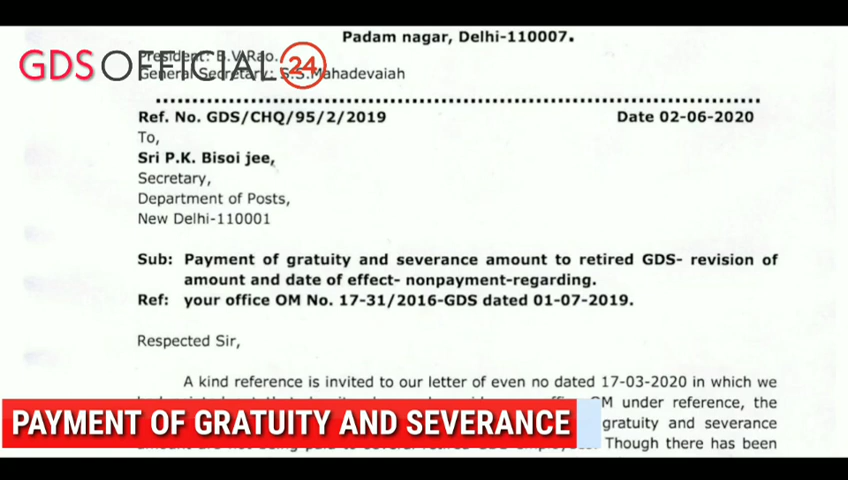 Padam nagar, Delhi-110007.
President: B.V.Rao.
GDS OFFICIAL 24
General Secretary: S.S.Mahadevaiah
Ref. No. GDS/CHQ/95/2/2019 Date 02-06-2020
To,
Sri P.K. Bisoi jee,
Secretary,
Department of Posts,
New Delhi-110001
Sub: Payment of gratuity and severance amount to retired GDS- revision of
amount and date of effect- nonpayment-regarding.
Ref: your office OM No. 17-31/2016-GDS dated 01-07-2019.
Respected Sir,
A kind reference is invited to our letter of even no dated 17-03-2020 in which we
OM under reference, the
PAYMENT OF GRATUITY AND SEVERANCE
gratuity and severance
Though there has been